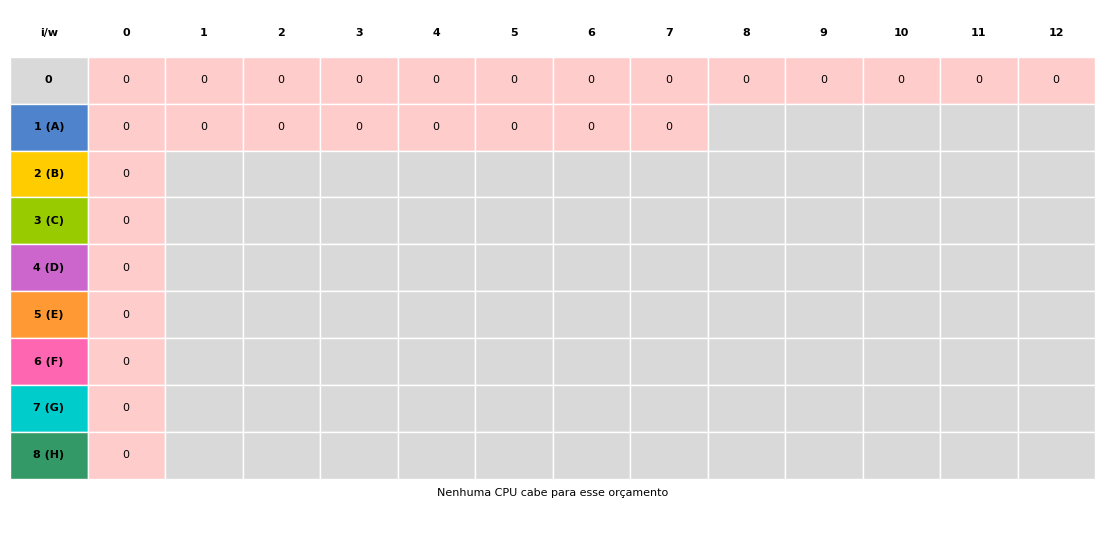 i/w 0 1 2 3 4 5 6 7 8 9 10 11 12
0 0 0 0 0 0 0 0 0 0 0 0 0 0
1 (A) 0 0 0 0 0 0 0 0
2 (B) 0
3 (C) 0
4 (D) 0
5 (E) 0
6 (F) 0
7 (G) 0
8 (H) 0
Nenhuma CPU cabe para esse orçamento